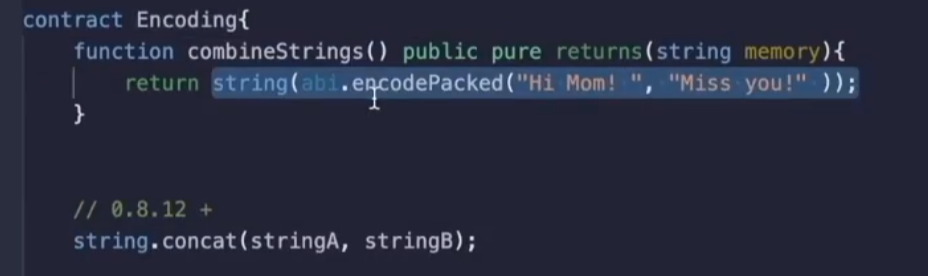 contract Encoding{
function combineStrings() public pure returns(string memory){
return string(abi.encodePacked("Hi Mom! ", "Miss you!" ));
}
// 0.8.12 +
string.concat(stringA, stringB);